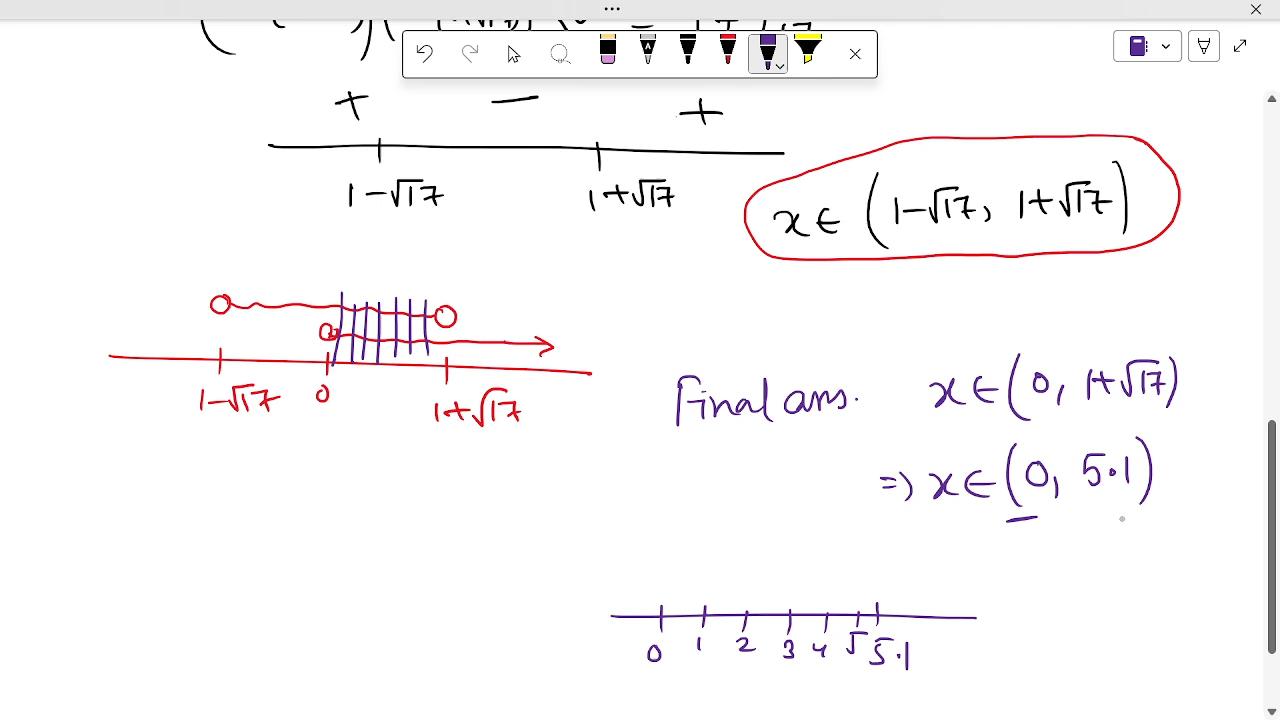 + − +
1-√17 1+√17
x∈ (1-√17, 1+√17)
1-√17 0 1+√17
Final ans. x∈(0, 1+√17)
=> x∈(0, 5.1)
0 1 2 3 4 5 5.1